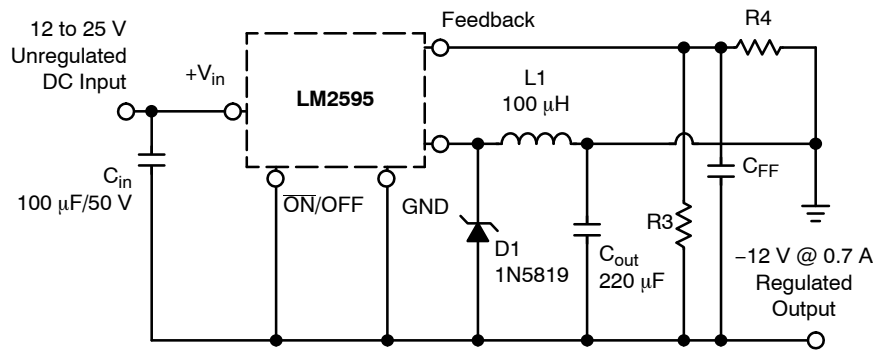 12 to 25 V
Unregulated
DC Input
+Vin
LM2595
Feedback
R4
L1
100 μH
Cin
100 μF/50 V
ON/OFF
GND
D1
1N5819
Cout
220 μF
R3
CFF
–12 V @ 0.7 A
Regulated
Output